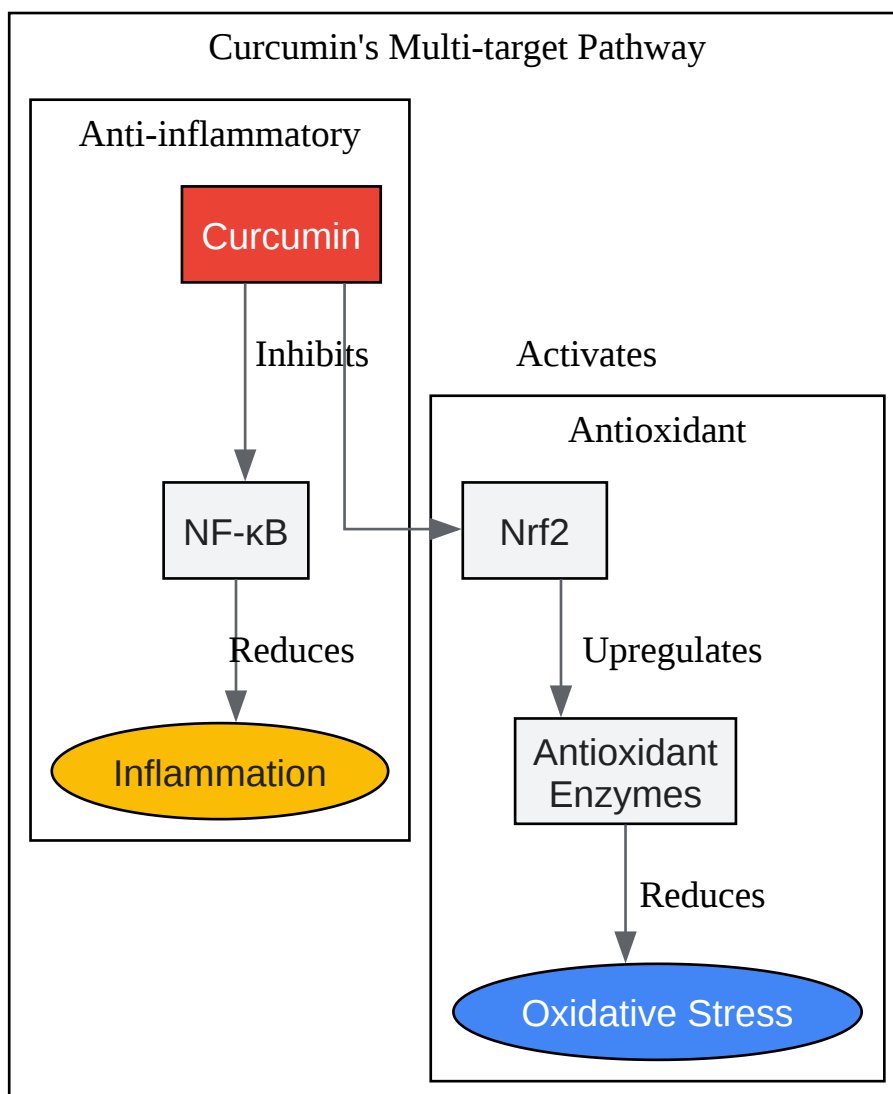 Curcumin's Multi-target Pathway
Anti-inflammatory
Curcumin
Inhibits
Activates
Antioxidant
NF-κB
Nrf2
Reduces
Upregulates
Inflammation
Antioxidant
Enzymes
Reduces
Oxidative Stress